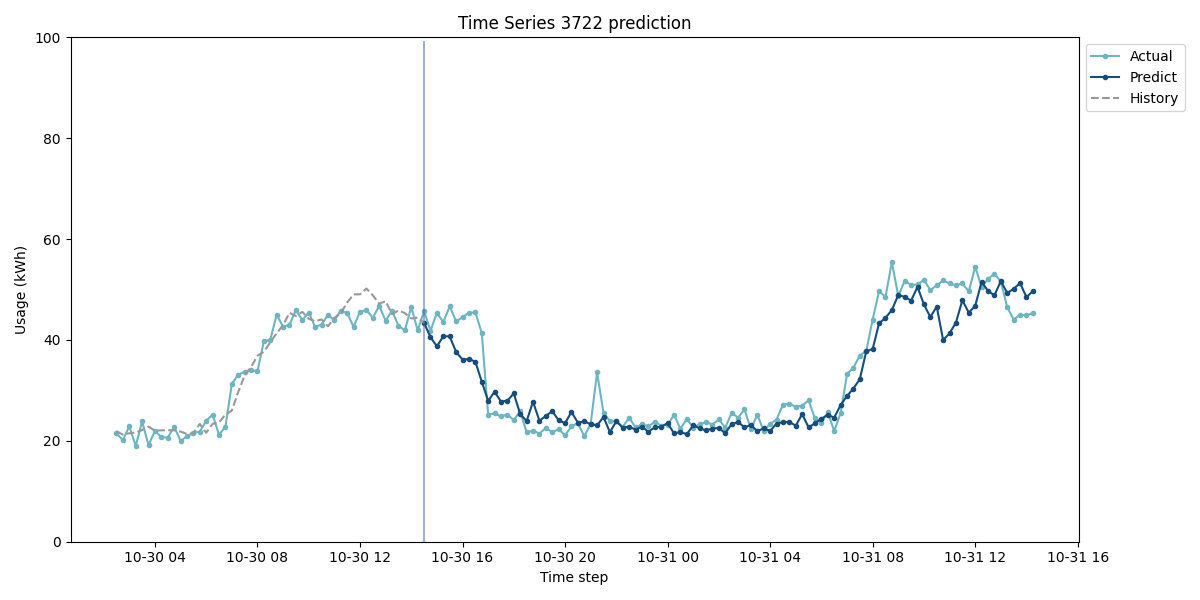 Time Series 3722 prediction
100
80
60
40
20
0
Usage (kWh)
10-30 04
10-30 08
10-30 12
10-30 16
10-30 20
10-31 00
10-31 04
10-31 08
10-31 12
10-31 16
Time step
Actual
Predict
History